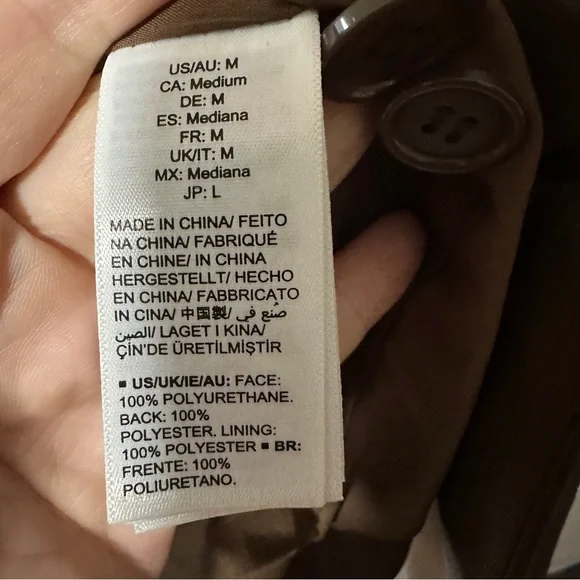 US/AU: M
CA: Medium
DE: M
ES: Mediana
FR: M
UK/IT: M
MX: Mediana
JP: L
MADE IN CHINA/ FEITO
NA CHINA/ FABRIQUÉ
EN CHINE/ IN CHINA
HERGESTELLT/ HECHO
EN CHINA/ FABBRICATO
IN CINA/ 中国製/ صُنع في
الصين/ LAGET I KINA/
ÇİN'DE ÜRETİLMİŞTİR
■ US/UK/IE/AU: FACE:
100% POLYURETHANE.
BACK: 100%
POLYESTER. LINING:
100% POLYESTER ■ BR:
FRENTE: 100%
POLIURETANO.